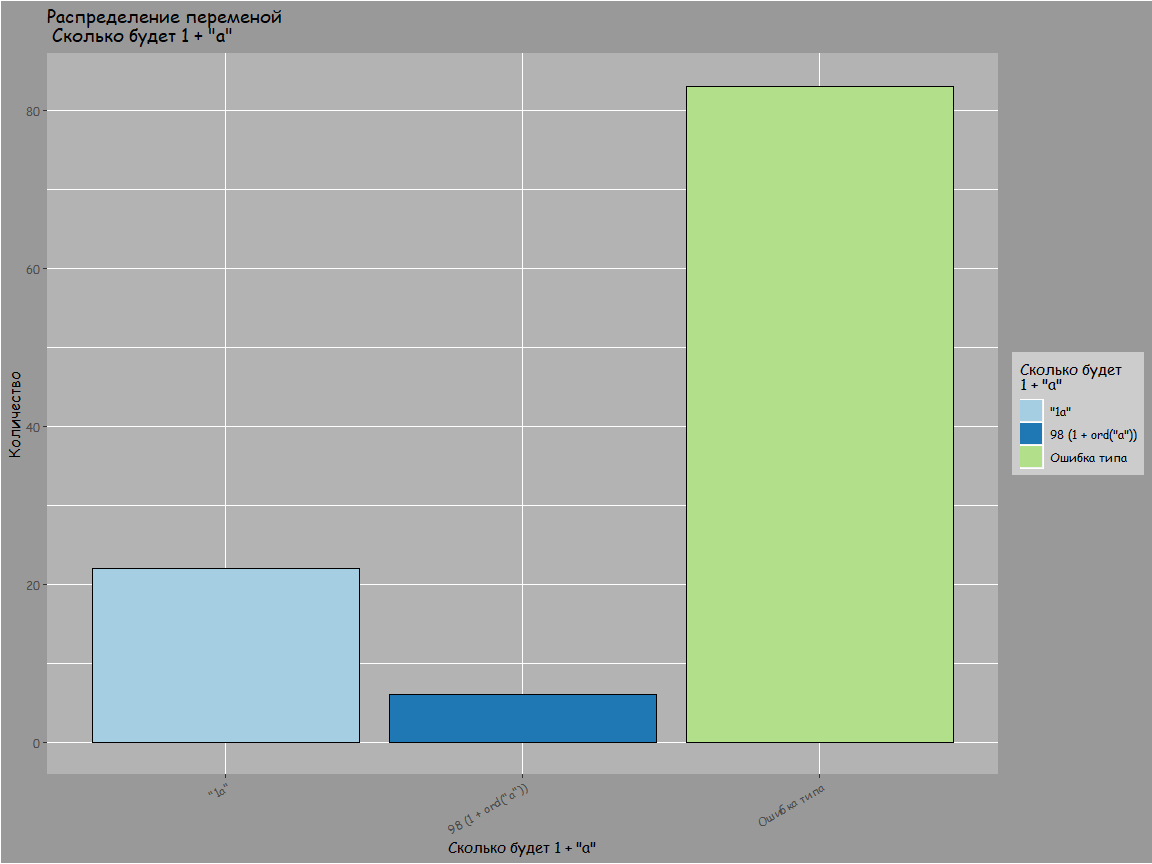 Распределение переменой
Сколько будет 1 + "a"
80
60
40
20
0
Количество
"1a"
98 (1 + ord("a"))
Ошибка типа
Сколько будет 1 + "a"
Сколько будет
1 + "a"
"1a"
98 (1 + ord("a"))
Ошибка типа